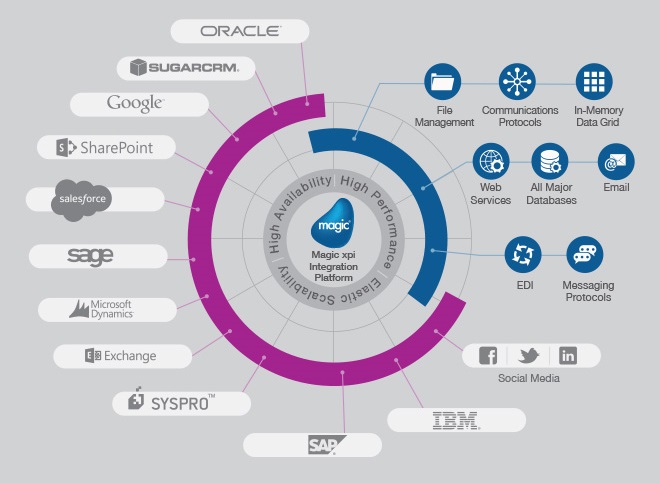 ORACLE
SUGARCRM.
Google
SharePoint
salesforce
sage
Microsoft
Dynamics
Exchange
SYSPRO™
SAP
IBM.
in
Social Media
File
Management
Communications
Protocols
In-Memory
Data Grid
Web
Services
All Major
Databases
Email
EDI
Messaging
Protocols
High Availability
High Performance
Elastic Scalability
magic
Magic xpi
Integration
Platform